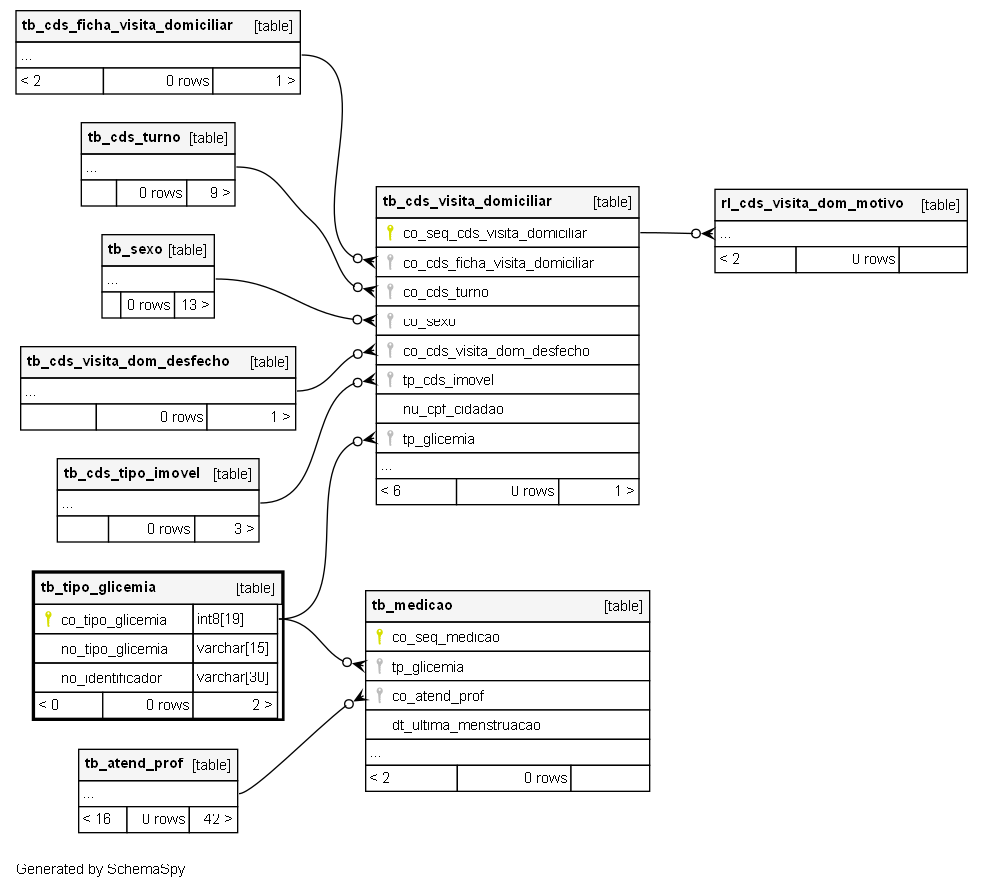 tb_cds_ficha_visita_domiciliar [table]
...
< 2 0 rows 1 >
tb_cds_turno [table]
...
0 rows 9 >
tb_sexo [table]
...
0 rows 13 >
tb_cds_visita_dom_desfecho [table]
...
0 rows 1 >
tb_cds_tipo_imovel [table]
...
0 rows 3 >
tb_tipo_glicemia [table]
co_tipo_glicemia int8[19]
no_tipo_glicemia varchar[15]
no_identificador varchar[30]
< 0 0 rows 2 >
tb_atend_prof [table]
...
< 16 0 rows 42 >
tb_cds_visita_domiciliar [table]
co_seq_cds_visita_domiciliar
co_cds_ficha_visita_domiciliar
co_cds_turno
co_sexo
co_cds_visita_dom_desfecho
tp_cds_imovel
nu_cpf_cidadao
tp_glicemia
...
< 6 0 rows 1 >
tb_medicao [table]
co_seq_medicao
tp_glicemia
co_atend_prof
dt_ultima_menstruacao
...
< 2 0 rows
rl_cds_visita_dom_motivo [table]
...
< 2 0 rows
Generated by SchemaSpy